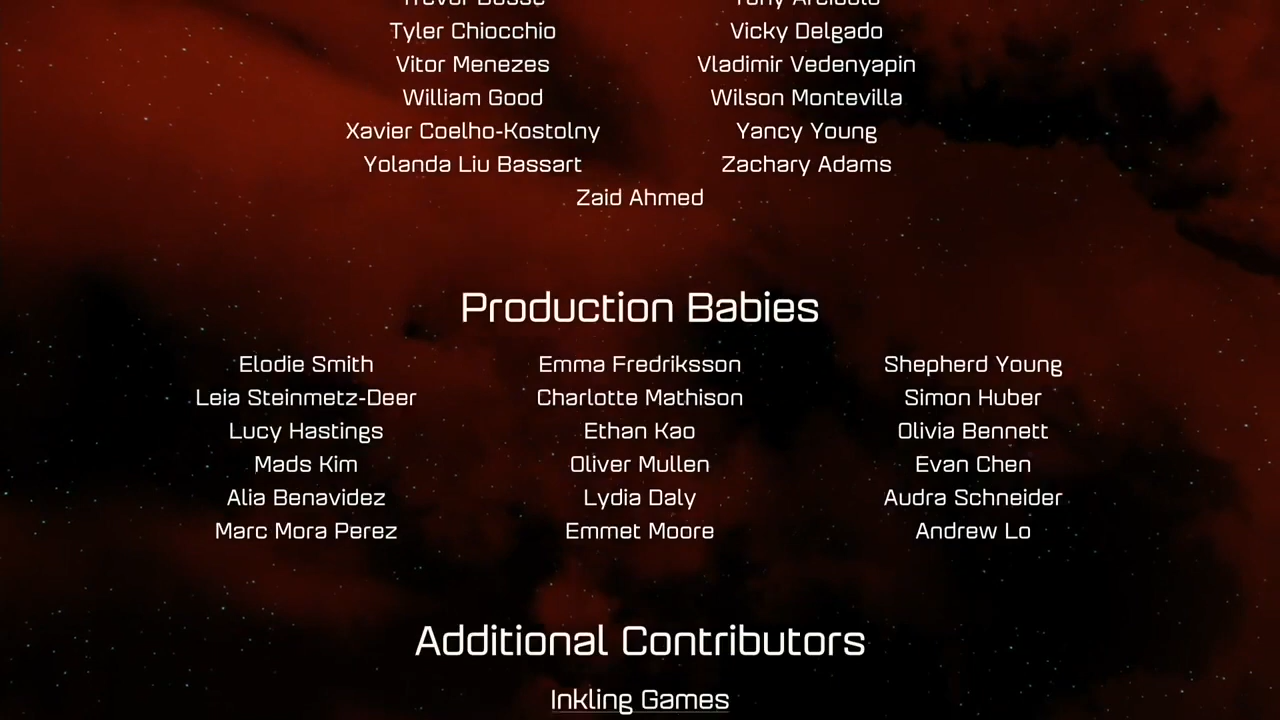 Tyler Chiocchio Vicky Delgado
Vitor Menezes Vladimir Vedenyapin
William Good Wilson Montevilla
Xavier Coelho-Kostolny Yancy Young
Yolanda Liu Bassart Zachary Adams
Zaid Ahmed
Production Babies
Elodie Smith Emma Fredriksson Shepherd Young
Leia Steinmetz-Deer Charlotte Mathison Simon Huber
Lucy Hastings Ethan Kao Olivia Bennett
Mads Kim Oliver Mullen Evan Chen
Alia Benavidez Lydia Daly Audra Schneider
Marc Mora Perez Emmet Moore Andrew Lo
Additional Contributors
Inkling Games